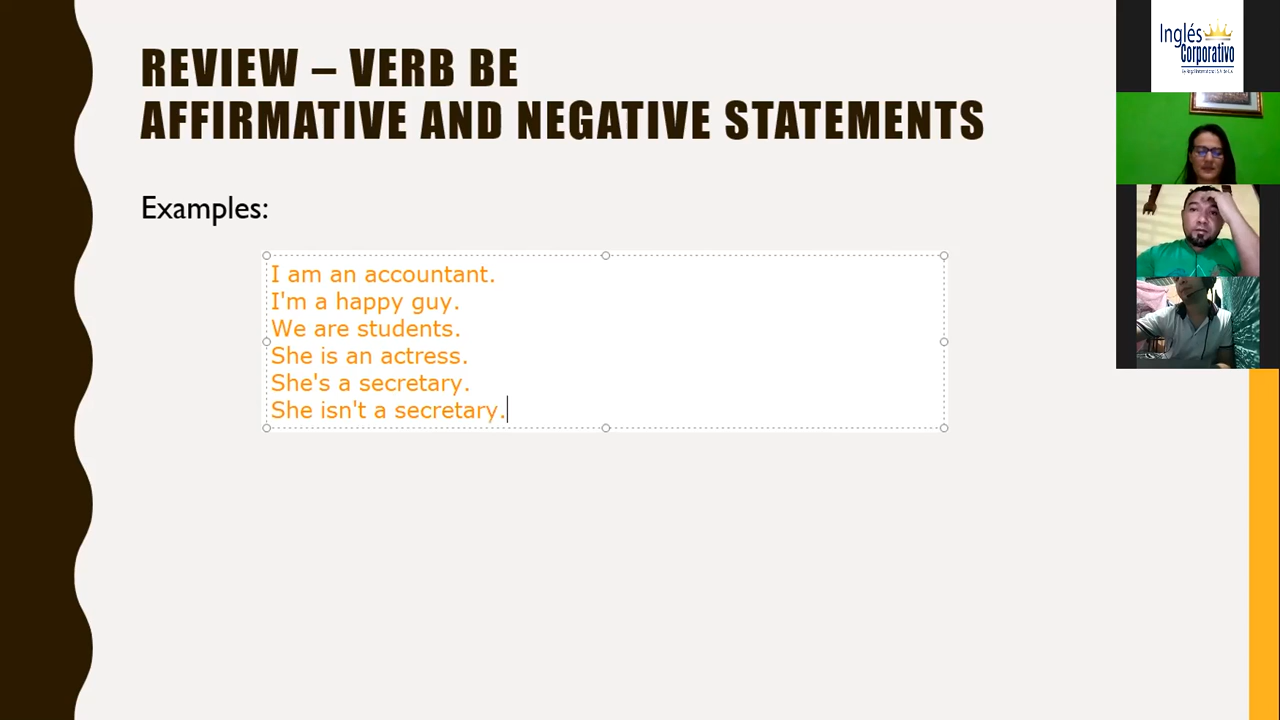 REVIEW – VERB BE
AFFIRMATIVE AND NEGATIVE STATEMENTS
Examples:
I am an accountant.
I'm a happy guy.
We are students.
She is an actress.
She's a secretary.
She isn't a secretary.
Inglés
Corporativo